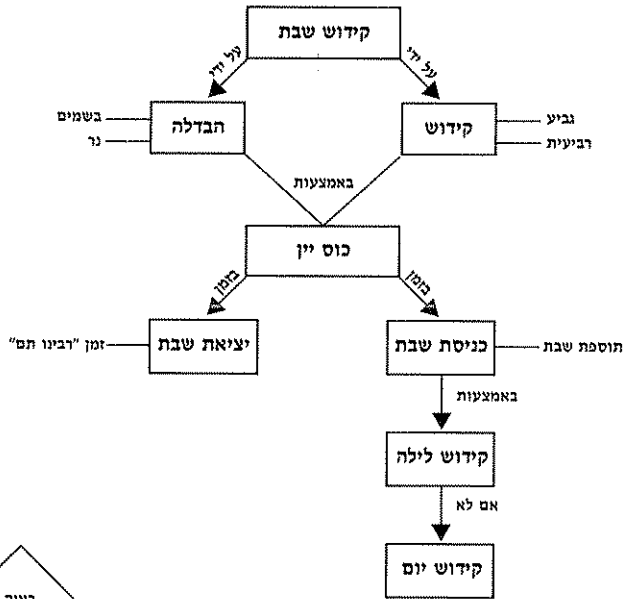 קידוש שבת
על ידי
על ידי
גביע
רביעית
קידוש
הבדלה
בשמים
נר
באמצעות
כוס יין
בזמן
בזמן
תוספת שבת
כניסת שבת
יציאת שבת
זמן "רבינו תם"
באמצעות
קידוש לילה
אם לא
קידוש יום